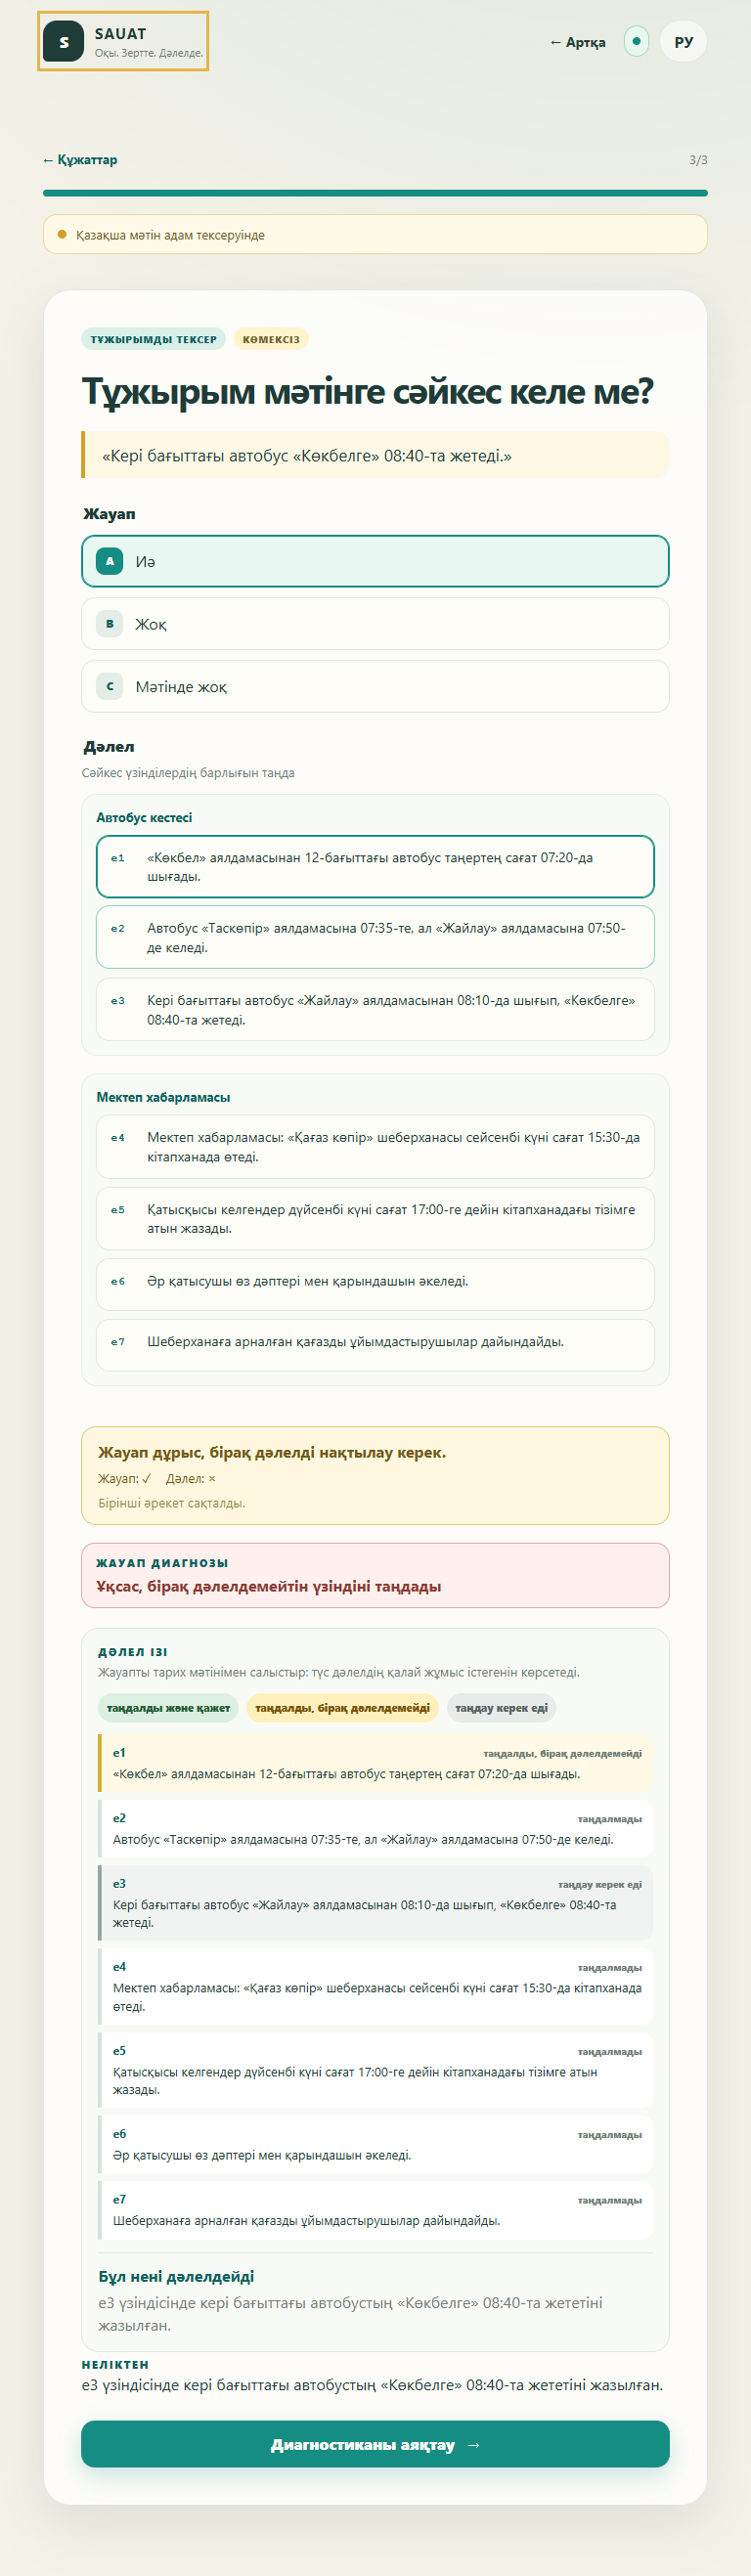 S
SAUAT
Оқы. Зертте. Дәлелде.
← Артқа
РУ
← Құжаттар
3/3
Қазақша мәтін адам тексеруінде
ТҰЖЫРЫМДЫ ТЕКСЕР
КӨМЕКСІЗ
Тұжырым мәтінге сәйкес келе ме?
«Кері бағыттағы автобус «Көкбелге» 08:40-та жетеді.»
Жауап
A Иә
B Жоқ
C Мәтінде жоқ
Дәлел
Сәйкес үзінділердің барлығын таңда
Автобус кестесі
e1 «Көкбел» аялдамасынан 12-бағыттағы автобус таңертең сағат 07:20-да
шығады.
e2 Автобус «Таскөпір» аялдамасына 07:35-те, ал «Жайлау» аялдамасына 07:50-
де келеді.
e3 Кері бағыттағы автобус «Жайлау» аялдамасынан 08:10-да шығып, «Көкбелге»
08:40-та жетеді.
Мектеп хабарламасы
e4 Мектеп хабарламасы: «Қағаз көпір» шеберханасы сейсенбі күні сағат 15:30-да
кітапханада өтеді.
e5 Қатысқысы келгендер дүйсенбі күні сағат 17:00-ге дейін кітапханадағы тізімге
атын жазады.
e6 Әр қатысушы өз дәптері мен қарындашын әкеледі.
e7 Шеберханаға арналған қағазды ұйымдастырушылар дайындайды.
Жауап дұрыс, бірақ дәлелді нақтылау керек.
Жауап: ✓ Дәлел: ×
Бірінші әрекет сақталды.
ЖАУАП ДИАГНОЗЫ
Ұқсас, бірақ дәлелдемейтін үзіндіні таңдады
ДӘЛЕЛ ІЗІ
Жауапты тарих мәтінімен салыстыр: түс дәлелдің қалай жұмыс істегенін көрсетеді.
таңдалды және қажет
таңдалды, бірақ дәлелдемейді
таңдау керек еді
e1 таңдалды, бірақ дәлелдемейді
«Көкбел» аялдамасынан 12-бағыттағы автобус таңертең сағат 07:20-да шығады.
e2 таңдалмады
Автобус «Таскөпір» аялдамасына 07:35-те, ал «Жайлау» аялдамасына 07:50-де келеді.
e3 таңдау керек еді
Кері бағыттағы автобус «Жайлау» аялдамасынан 08:10-да шығып, «Көкбелге» 08:40-та
жетеді.
e4 таңдалмады
Мектеп хабарламасы: «Қағаз көпір» шеберханасы сейсенбі күні сағат 15:30-да кітапханада
өтеді.
e5 таңдалмады
Қатысқысы келгендер дүйсенбі күні сағат 17:00-ге дейін кітапханадағы тізімге атын
жазады.
e6 таңдалмады
Әр қатысушы өз дәптері мен қарындашын әкеледі.
e7 таңдалмады
Шеберханаға арналған қағазды ұйымдастырушылар дайындайды.
Бұл нені дәлелдейді
e3 үзіндісінде кері бағыттағы автобустың «Көкбелге» 08:40-та жететіні
жазылған.
НЕЛІКТЕН
e3 үзіндісінде кері бағыттағы автобустың «Көкбелге» 08:40-та жететіні жазылған.
Диагностиканы аяқтау →